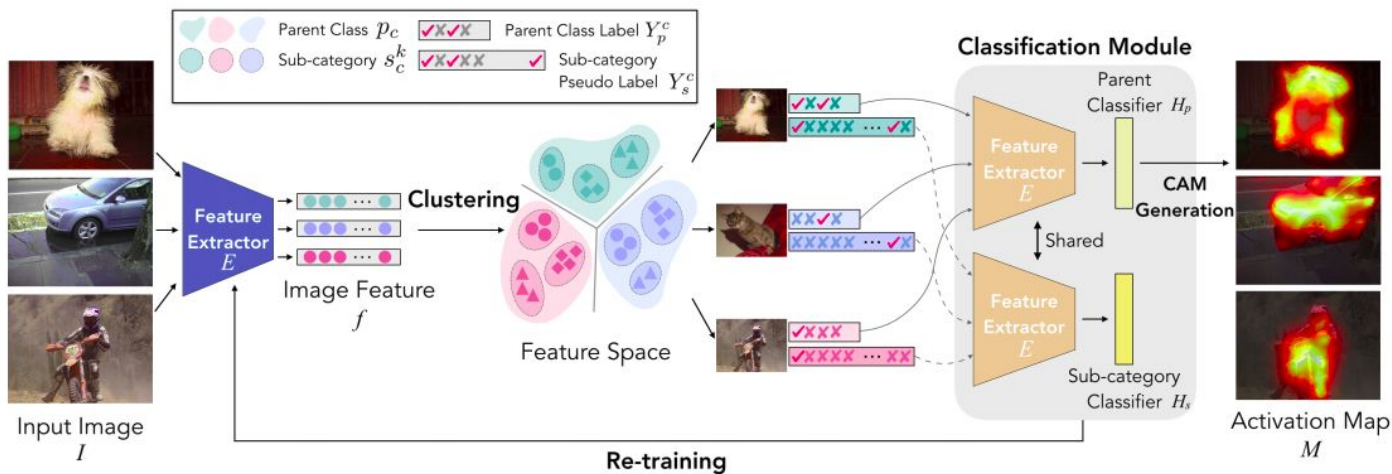 Parent Class p_c
Parent Class Label Y_p^c
Sub-category s_c^k
Sub-category
Pseudo Label Y_s^c
Classification Module
Parent
Classifier H_p
Feature
Extractor
E
Feature
Extractor
E
Clustering
CAM
Generation
Shared
Image Feature
f
Feature Space
Feature
Extractor
E
Sub-category
Classifier H_s
Input Image
I
Activation Map
M
Re-training